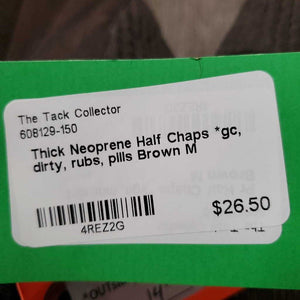 The Tack Collector
608129-150
Thick Neoprene Half Chaps *gc,
dirty, rubs, pills Brown M
$26.50
4REZ2G